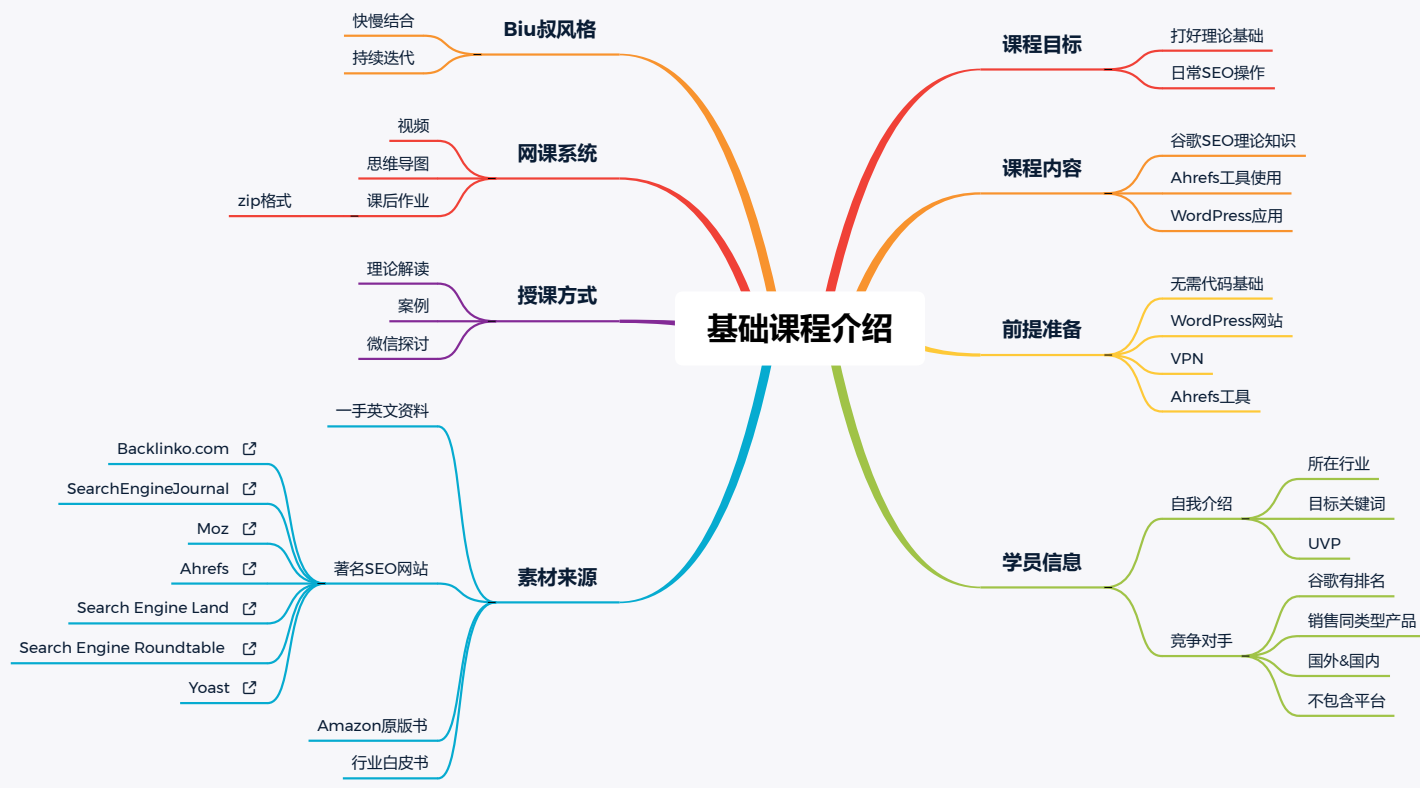 基础课程介绍
课程目标
打好理论基础
日常SEO操作
课程内容
谷歌SEO理论知识
Ahrefs工具使用
WordPress应用
前提准备
无需代码基础
WordPress网站
VPN
Ahrefs工具
学员信息
自我介绍
所在行业
目标关键词
UVP
竞争对手
谷歌有排名
销售同类型产品
国外&国内
不包含平台
Biu叔风格
快慢结合
持续迭代
网课系统
视频
思维导图
课后作业
zip格式
授课方式
理论解读
案例
微信探讨
素材来源
一手英文资料
著名SEO网站
Backlinko.com
SearchEngineJournal
Moz
Ahrefs
Search Engine Land
Search Engine Roundtable
Yoast
Amazon原版书
行业白皮书